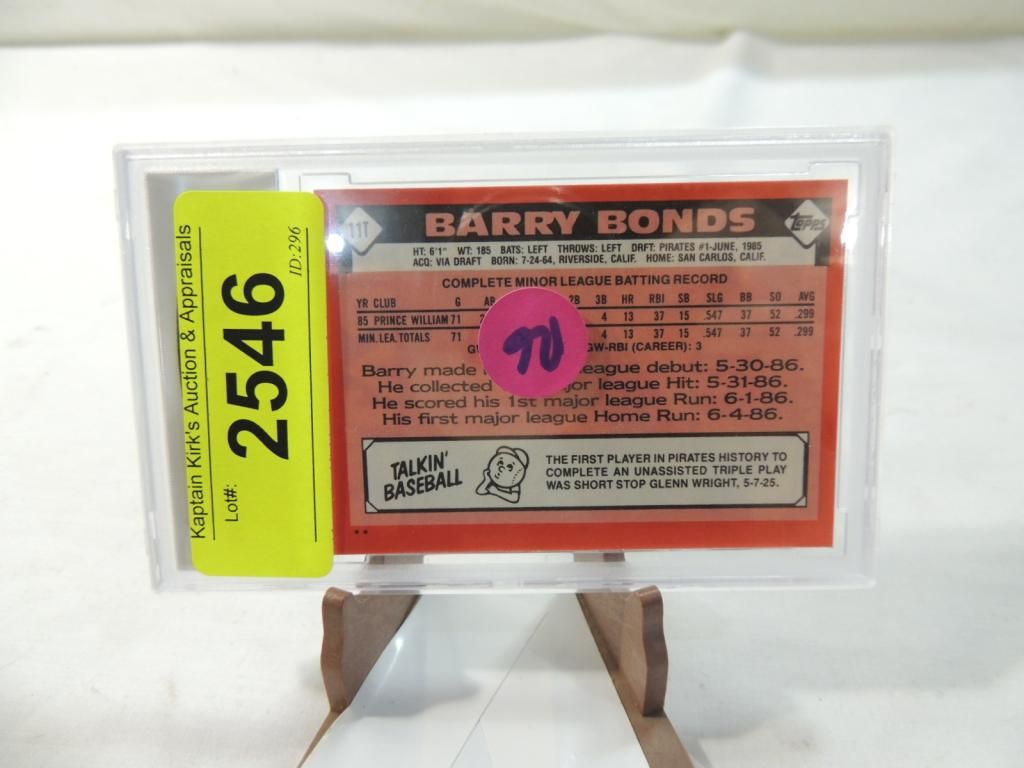 Kaptain Kirk's Auction & Appraisals
Lot#:
2546
ID:296
11T
BARRY BONDS
TOPPS
HT: 6'1" WT: 185 BATS: LEFT THROWS: LEFT DRFT: PIRATES #1-JUNE, 1985
ACQ: VIA DRAFT BORN: 7-24-64, RIVERSIDE, CALIF. HOME: SAN CARLOS, CALIF.
COMPLETE MINOR LEAGUE BATTING RECORD
YR CLUB G AB 2B 3B HR RBI SB SLG BB SO AVG
85 PRINCE WILLIAM 71 4 13 37 15 .547 37 52 .299
MIN. LEA. TOTALS 71 4 13 37 15 .547 37 52 .299
GW-RBI (CAREER): 3
Barry made league debut: 5-30-86.
He collected major league Hit: 5-31-86.
He scored his 1st major league Run: 6-1-86.
His first major league Home Run: 6-4-86.
TALKIN'
BASEBALL
THE FIRST PLAYER IN PIRATES HISTORY TO
COMPLETE AN UNASSISTED TRIPLE PLAY
WAS SHORT STOP GLENN WRIGHT, 5-7-25.
**